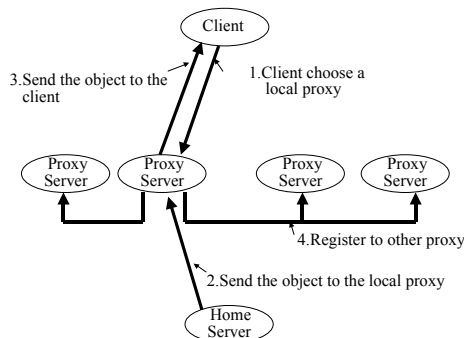 Client
3.Send the object to the
client
1.Client choose a
local proxy
Proxy
Server
Proxy
Server
Proxy
Server
Proxy
Server
4.Register to other proxy
2.Send the object to the local proxy
Home
Server